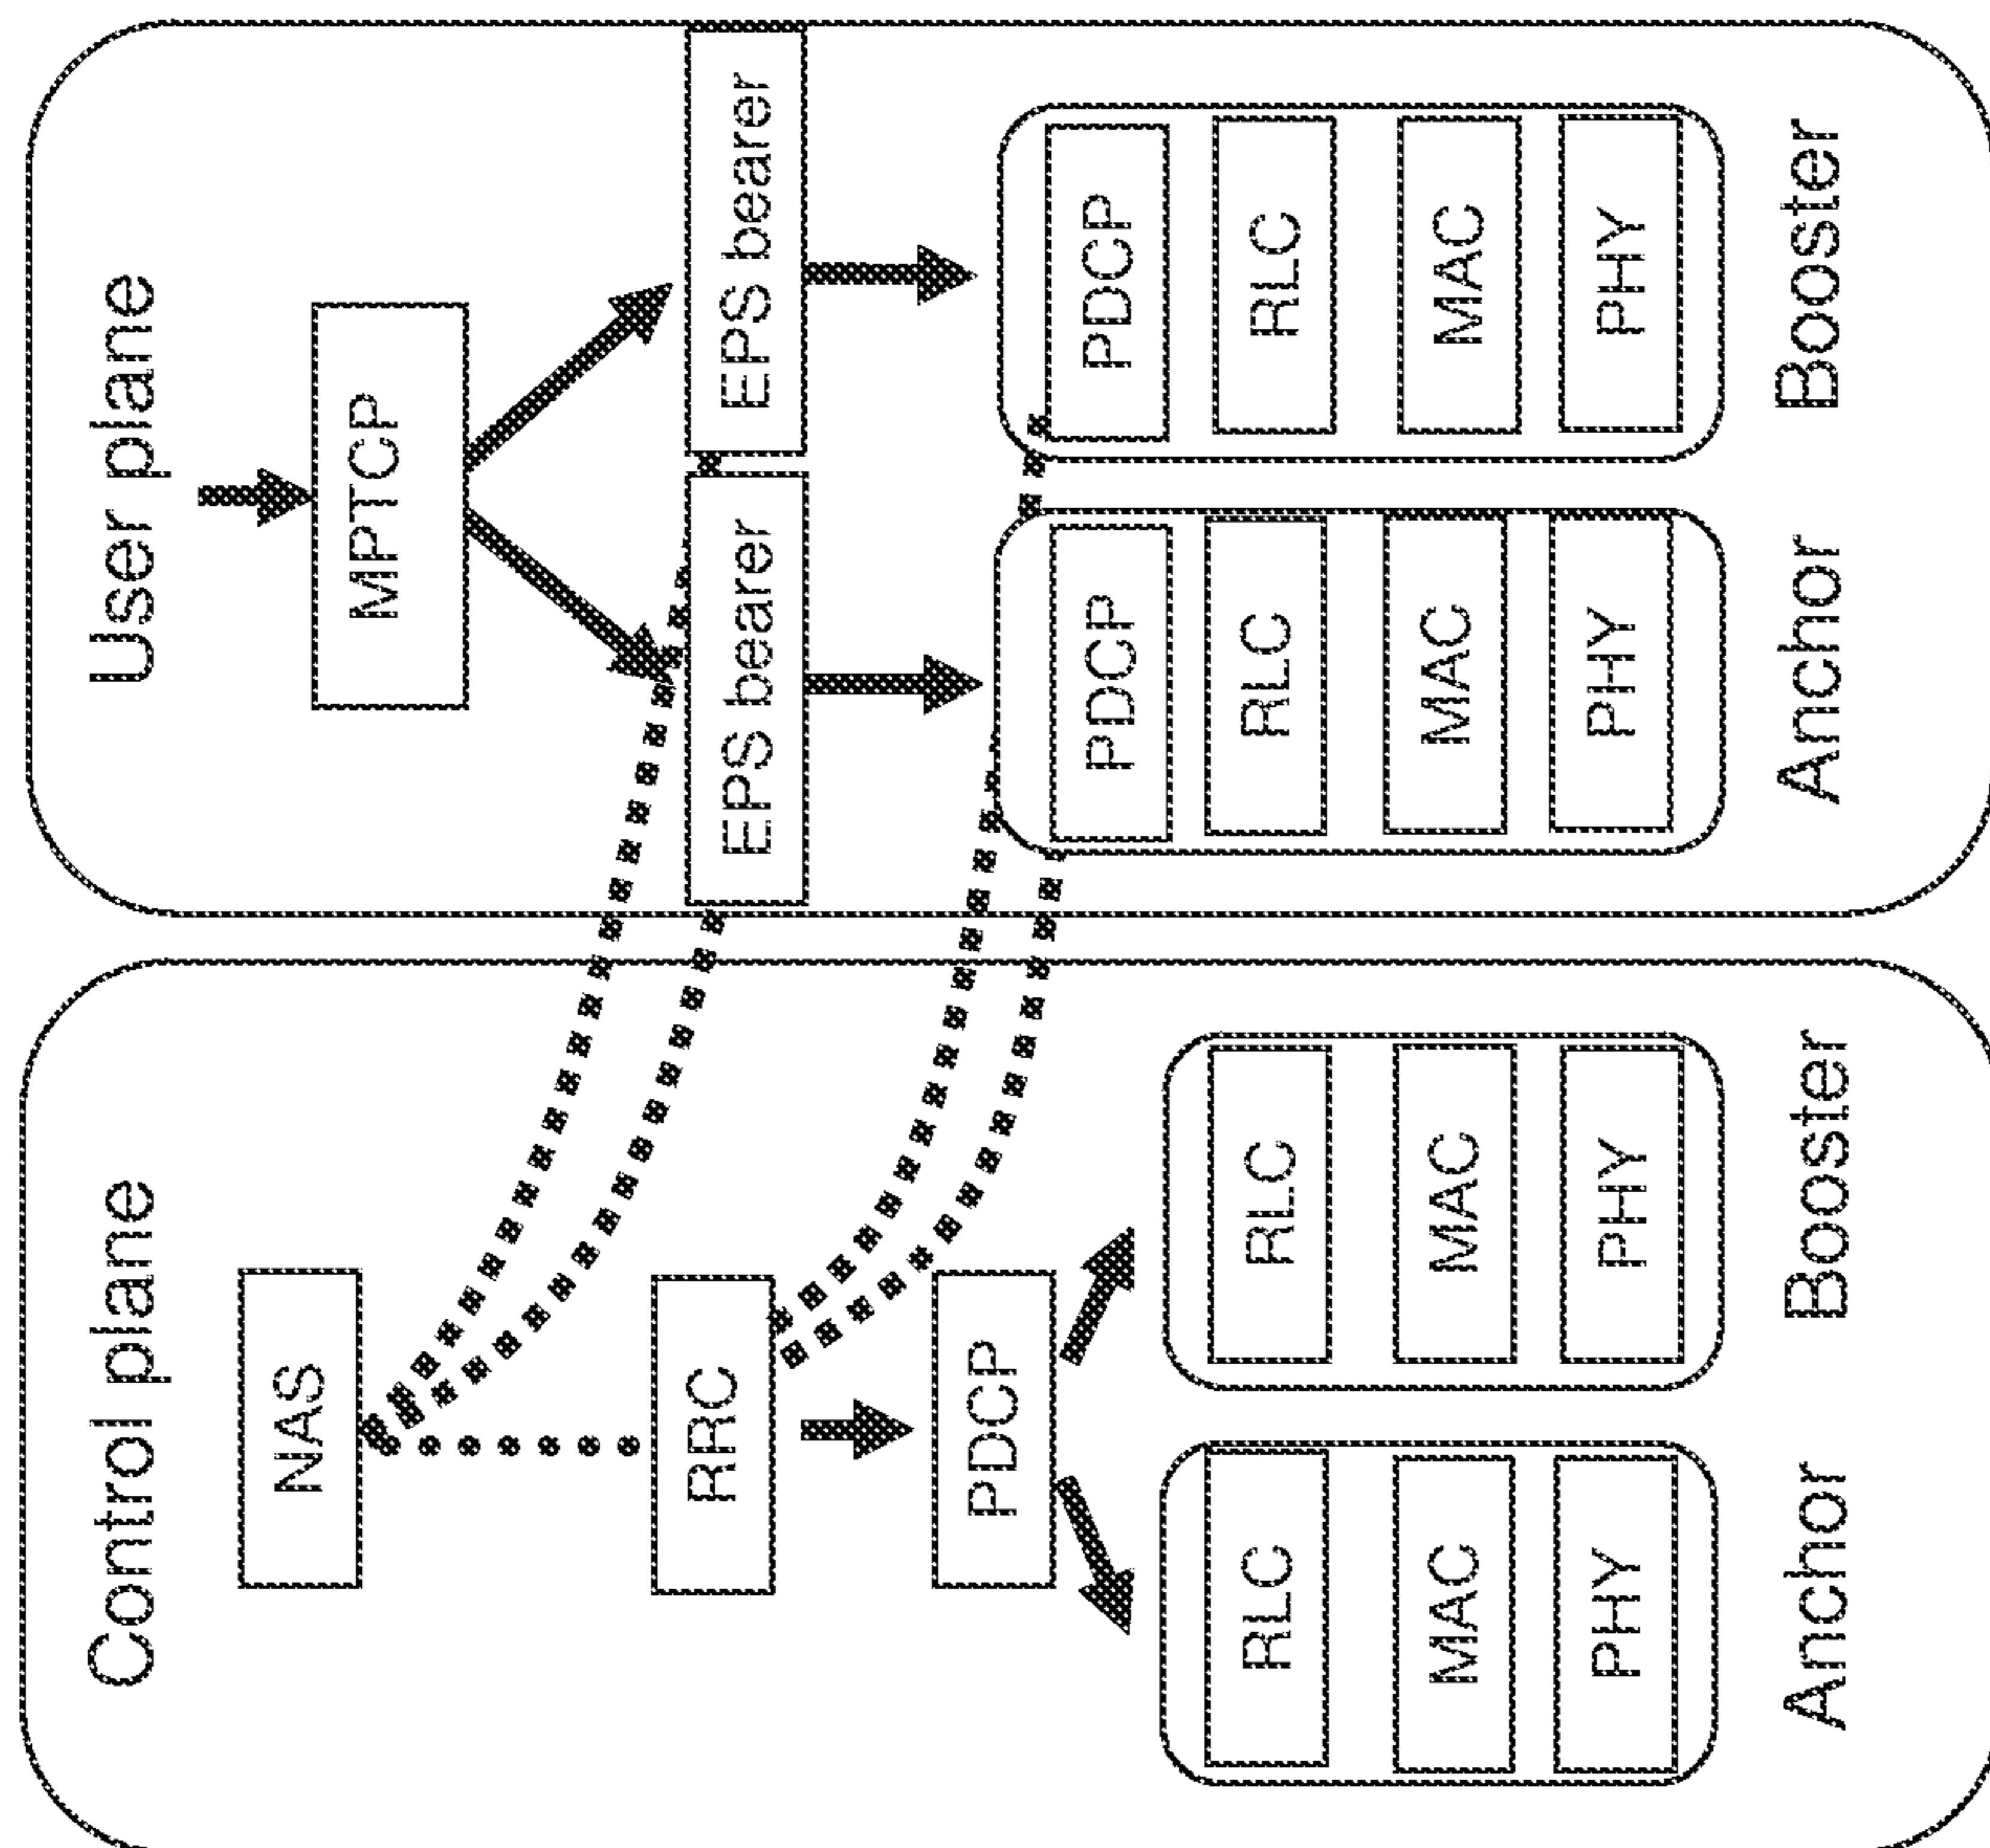 Control plane
NAS
RRC
PDCP
RLC
MAC
PHY
Anchor
RLC
MAC
PHY
Booster
User plane
MPTCP
EPS bearer
EPS bearer
PDCP
RLC
MAC
PHY
Anchor
PDCP
RLC
MAC
PHY
Booster